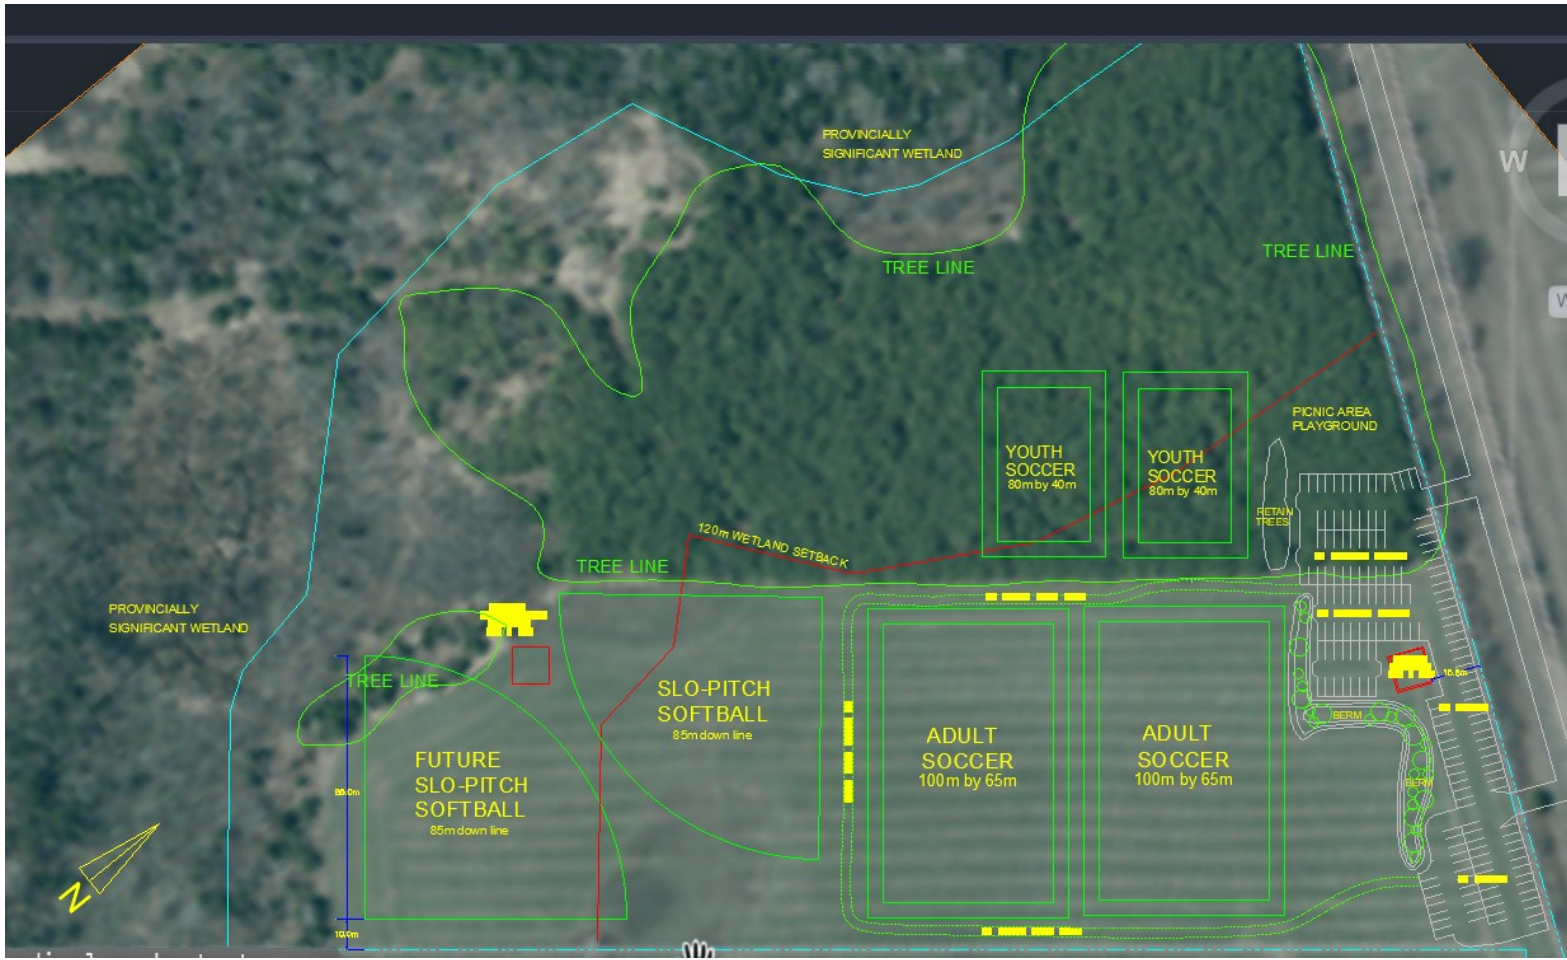 W
PROVINCIALLY
SIGNIFICANT WETLAND
TREE LINE
TREE LINE
PICNIC AREA
PLAYGROUND
YOUTH
SOCCER
80m by 40m
YOUTH
SOCCER
80m by 40m
RETAIN
TREES
120m WETLAND SETBACK
TREE LINE
PROVINCIALLY
SIGNIFICANT WETLAND
TREE LINE
SLO-PITCH
SOFTBALL
85m down line
FUTURE
SLO-PITCH
SOFTBALL
85m down line
ADULT
SOCCER
100m by 65m
ADULT
SOCCER
100m by 65m
BERM
BERM
10.0m
N